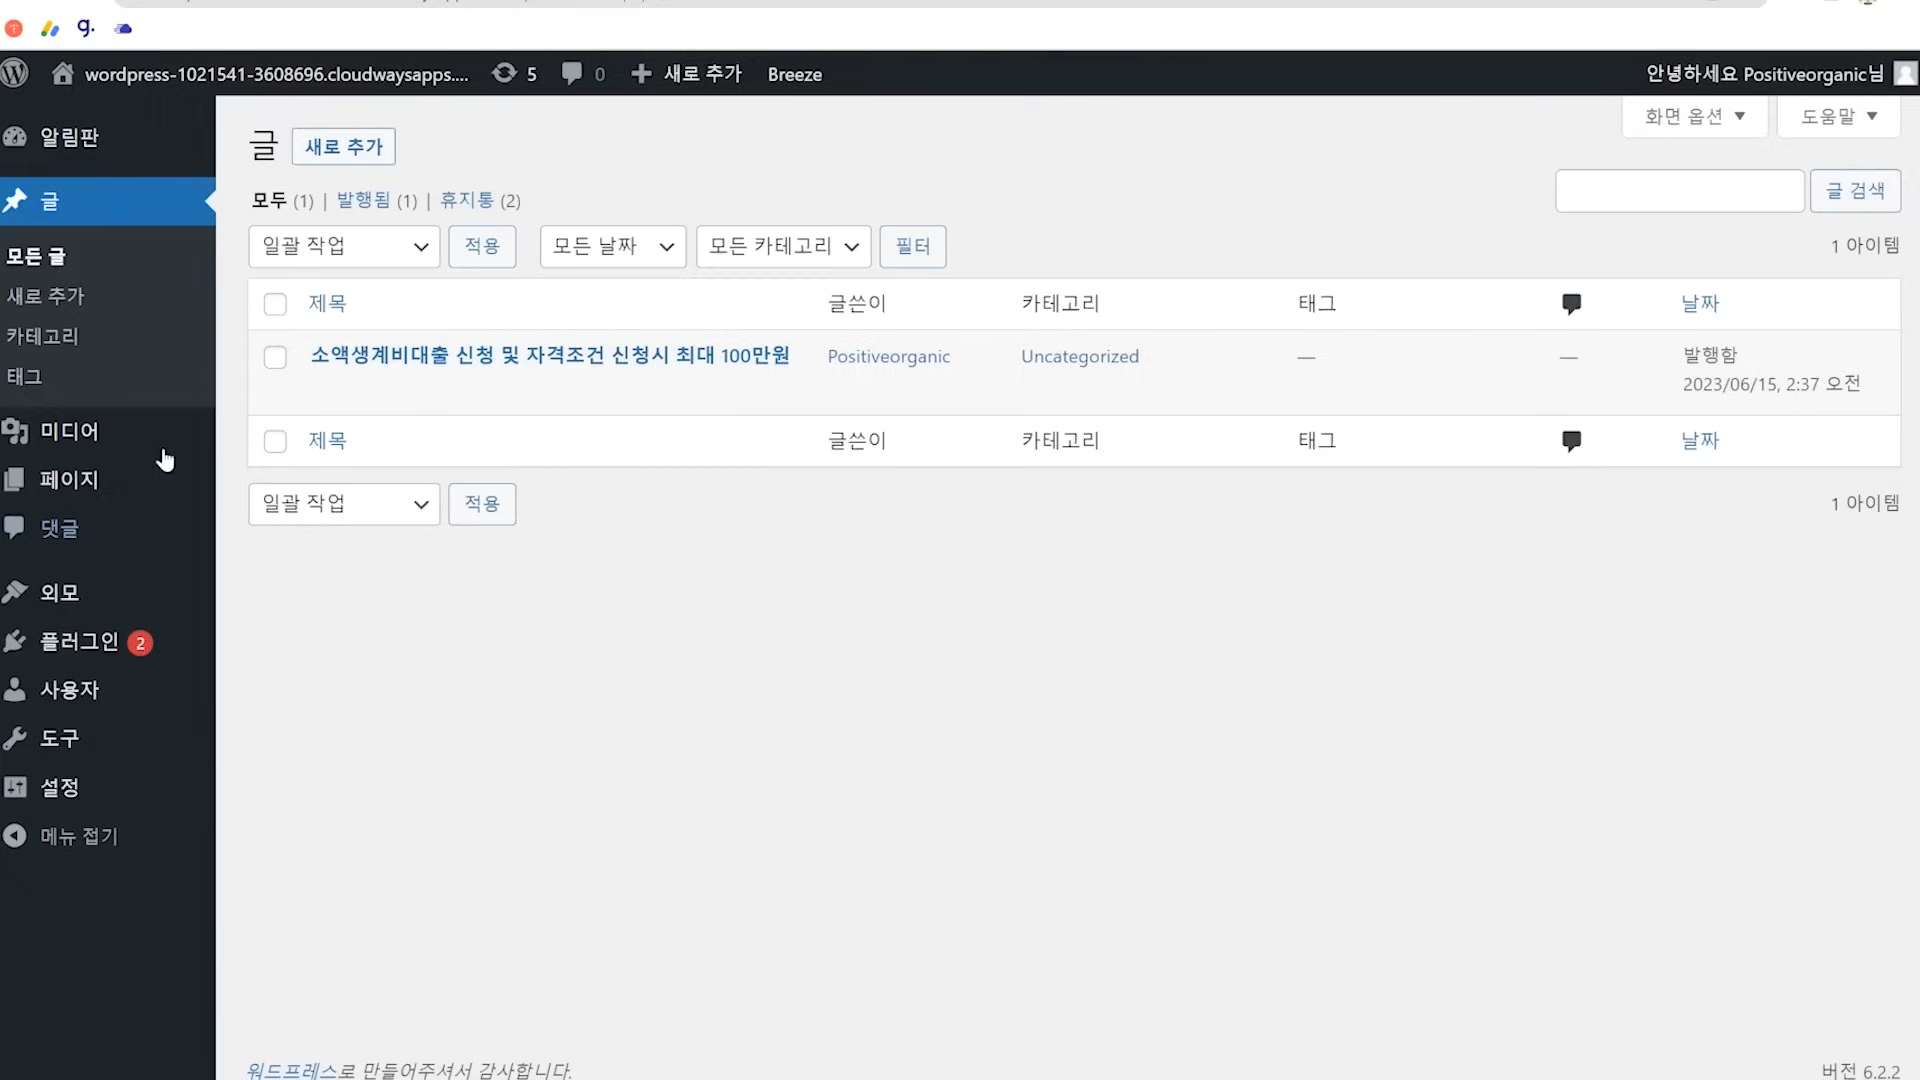 g.
wordpress-1021541-3608696.cloudwaysapps.... 5 0 새로 추가 Breeze 안녕하세요 Positiveorganic님
알림판
글
모든 글
새로 추가
카테고리
태그
미디어
페이지
댓글
외모
플러그인 2
사용자
도구
설정
메뉴 접기
화면 옵션 ▼ 도움말 ▼
글 새로 추가
모두 (1) | 발행됨 (1) | 휴지통 (2)
글 검색
일괄 작업 적용 모든 날짜 모든 카테고리 필터 1 아이템
제목 글쓴이 카테고리 태그 날짜
소액생계비대출 신청 및 자격조건 신청시 최대 100만원 Positiveorganic Uncategorized — — 발행함
2023/06/15, 2:37 오전
제목 글쓴이 카테고리 태그 날짜
일괄 작업 적용 1 아이템
워드프레스로 만들어주셔서 감사합니다. 버전 6.2.2